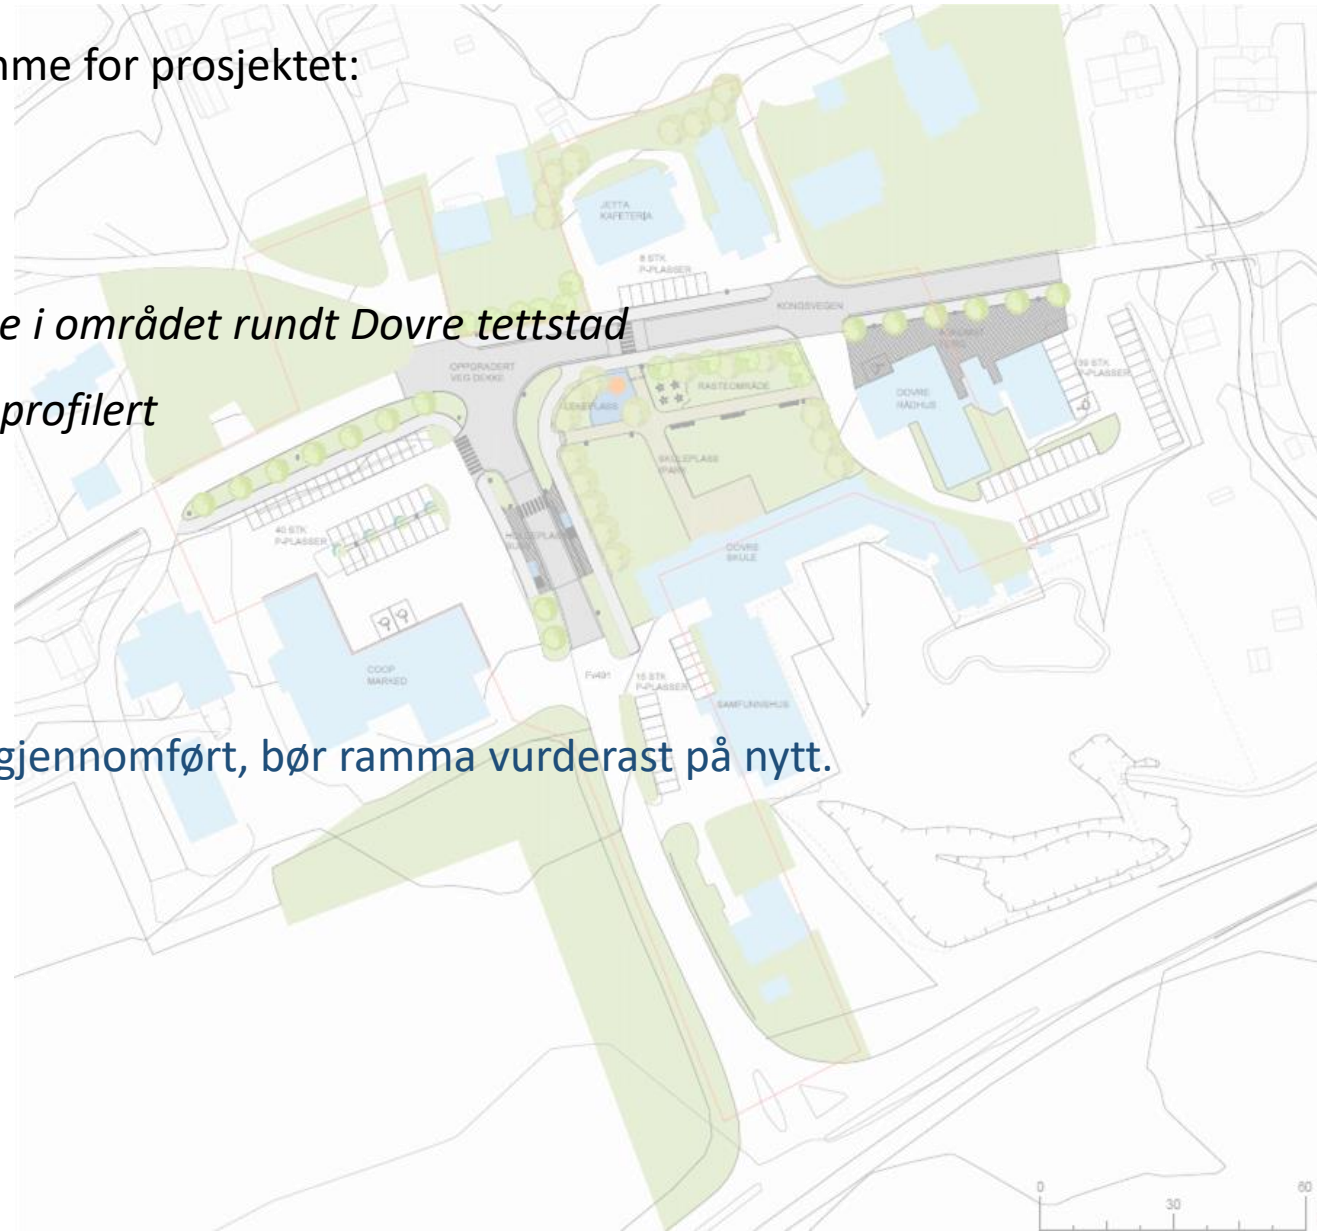 mme for prosjektet:
JETTA
KAFETERIA
8 STK
P-PLASSER
KONGSVEGEN
e i området rundt Dovre tettstad
OPPGRADERT
VEG DEKKE
RASTEOMRÅDE
39 STK
P-PLASSER
LEKEPLASS
DOVRE
RÅDHUS
profilert
SKULEPLASS
/PARK
40 STK
P-PLASSER
DOVRE
SKULE
COOP
MARKED
FV491
15 STK
P-PLASSER
SAMFUNNSHUS
gjennomført, bør ramma vurderast på nytt.
0
30
60